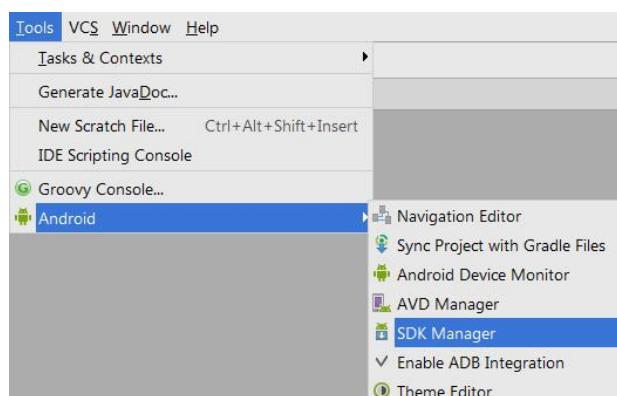 Tools VCS Window Help
Tasks & Contexts
Generate JavaDoc...
New Scratch File... Ctrl+Alt+Shift+Insert
IDE Scripting Console
Groovy Console...
Android
Navigation Editor
Sync Project with Gradle Files
Android Device Monitor
AVD Manager
SDK Manager
Enable ADB Integration
Theme Editor